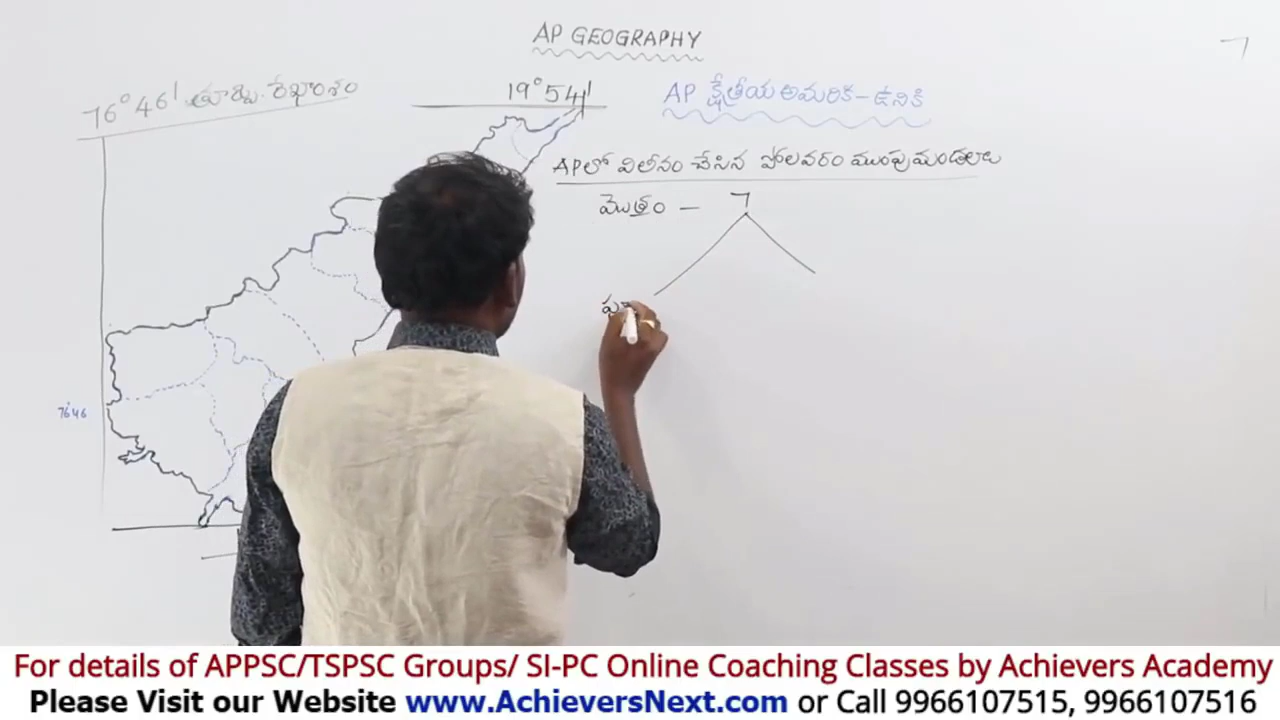 AP GEOGRAPHY
7
76°46' తూర్పు రేఖాంశం
19°54'
AP క్షేత్రీయ అమరిక - ఉనికి
APలో విలీనం చేసిన పోలవరం ముంపుమండలాలు
మొత్తం - 7
76°46
For details of APPSC/TSPSC Groups/ SI-PC Online Coaching Classes by Achievers Academy
Please Visit our Website www.AchieversNext.com or Call 9966107515, 9966107516